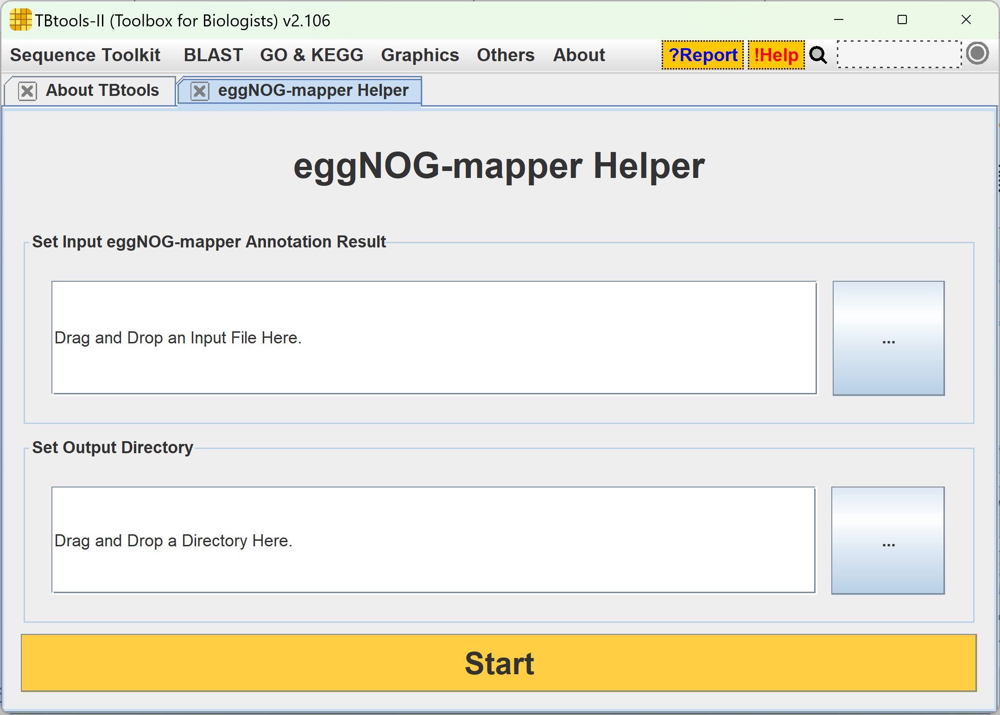 TBtools-II (Toolbox for Biologists) v2.106
Sequence Toolkit BLAST GO & KEGG Graphics Others About ?Report !Help
About TBtools eggNOG-mapper Helper
eggNOG-mapper Helper
Set Input eggNOG-mapper Annotation Result
Drag and Drop an Input File Here.
...
Set Output Directory
Drag and Drop a Directory Here.
...
Start